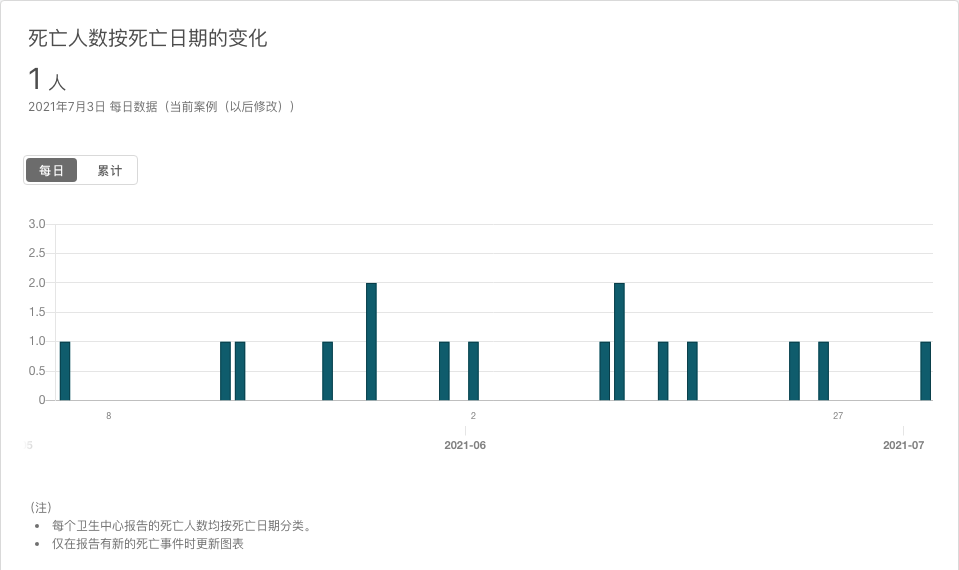 死亡人数按死亡日期的变化
1 人
2021年7月3日 每日数据（当前案例（以后修改））
每日 累计
3.0
2.5
2.0
1.5
1.0
0.5
0
8 2 27
5 2021-06 2021-07
（注）
• 每个卫生中心报告的死亡人数均按死亡日期分类。
• 仅在报告有新的死亡事件时更新图表